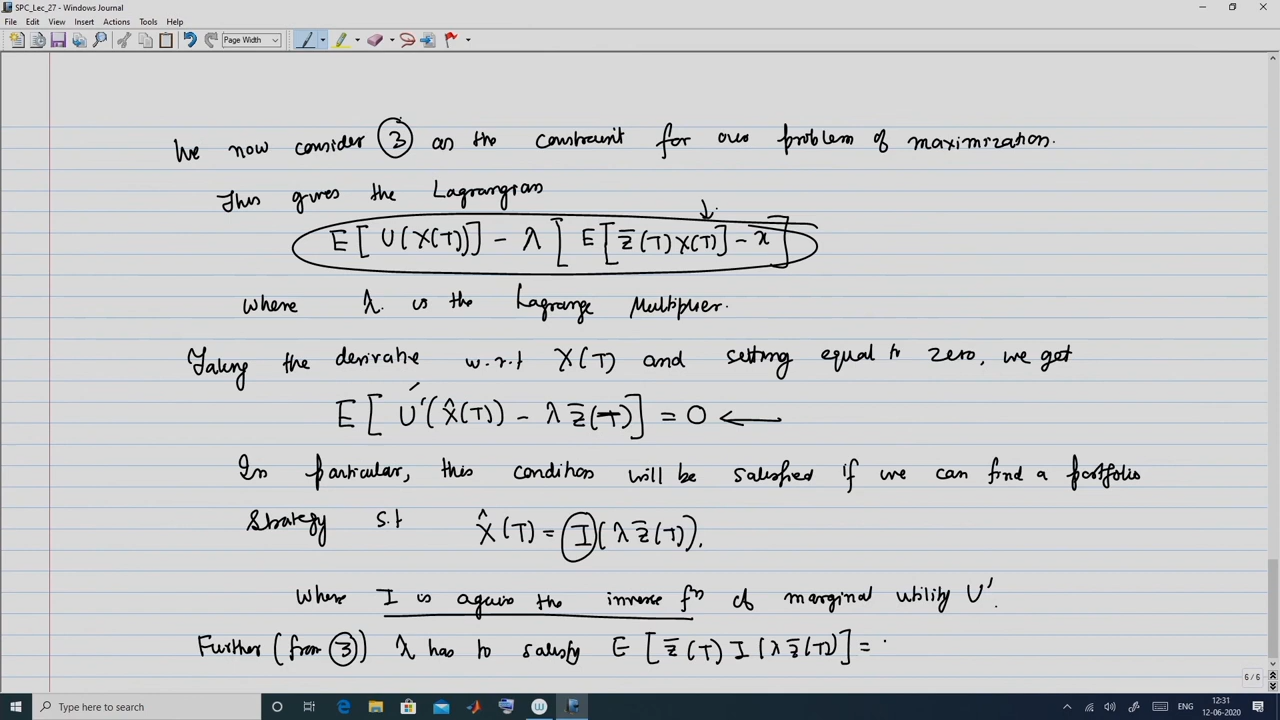 SPC_Lec_27 - Windows Journal
File Edit View Insert Actions Tools Help
Page Width
We now consider ③ as the constraint for our problem of maximization.
This gives the Lagrangian
E[U(X(T))] - λ[E[Z̄(T)X(T)] - x]
where λ is the Lagrange Multiplier.
Taking the derivative w.r.t X(T) and setting equal to zero, we get
E[U'(X̂(T)) - λZ̄(T)] = 0 ←
In particular, this condition will be satisfied if we can find a portfolio
strategy s.t X̂(T) = I(λZ̄(T)).
where I is again the inverse fⁿ of marginal utility U'.
Further (from ③) λ has to satisfy E[Z̄(T) I(λZ̄(T))] =
6 / 6
Type here to search
ENG
12:31
12-06-2020